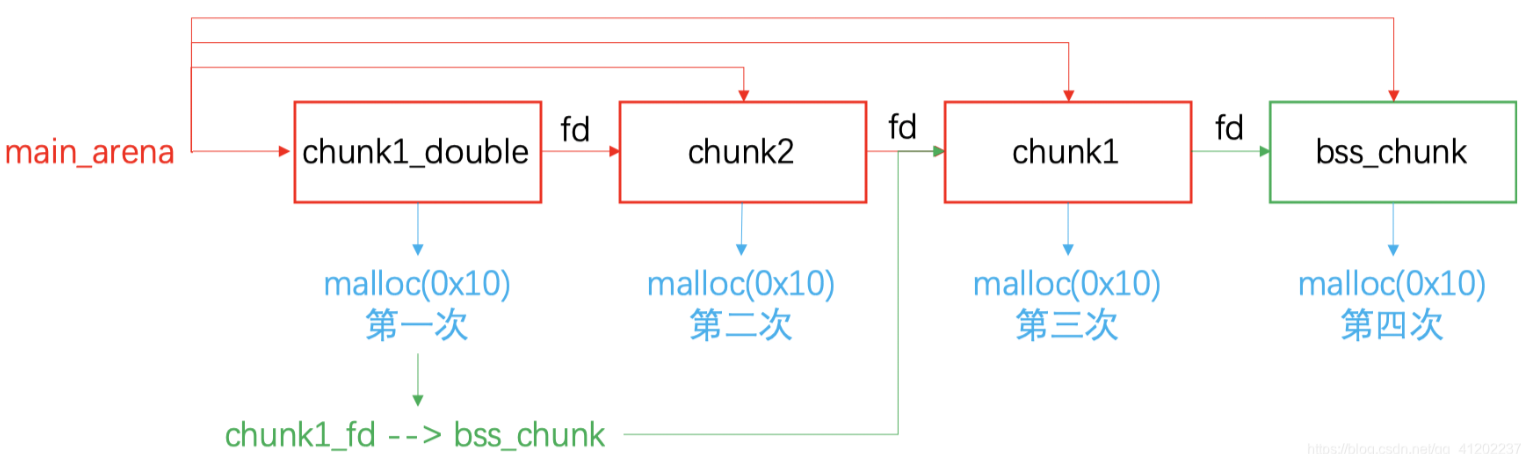 main_arena
chunk1_double
fd
chunk2
fd
chunk1
fd
bss_chunk
malloc(0x10)
第一次
malloc(0x10)
第二次
malloc(0x10)
第三次
malloc(0x10)
第四次
chunk1_fd --> bss_chunk
https://blog.csdn.net/qq_41202237